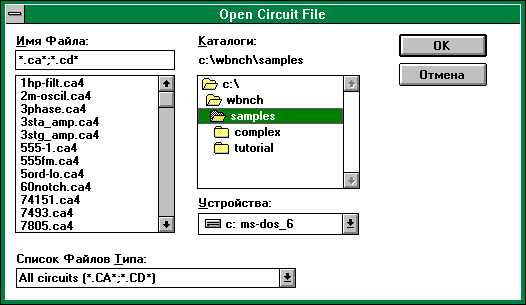 Open Circuit File
Имя Файла:
*.ca*;*.cd*
1hp-filt.ca4
2m-oscil.ca4
3phase.ca4
3sta_amp.ca4
3stg_amp.ca4
555-1.ca4
555fm.ca4
5ord-lo.ca4
60notch.ca4
74151.ca4
7493.ca4
7805.ca4
Каталоги:
c:\wbnch\samples
c:\
wbnch
samples
complex
tutorial
Устройства:
c: ms-dos_6
OK
Отмена
Список Файлов Типа:
All circuits (*.CA*;*.CD*)